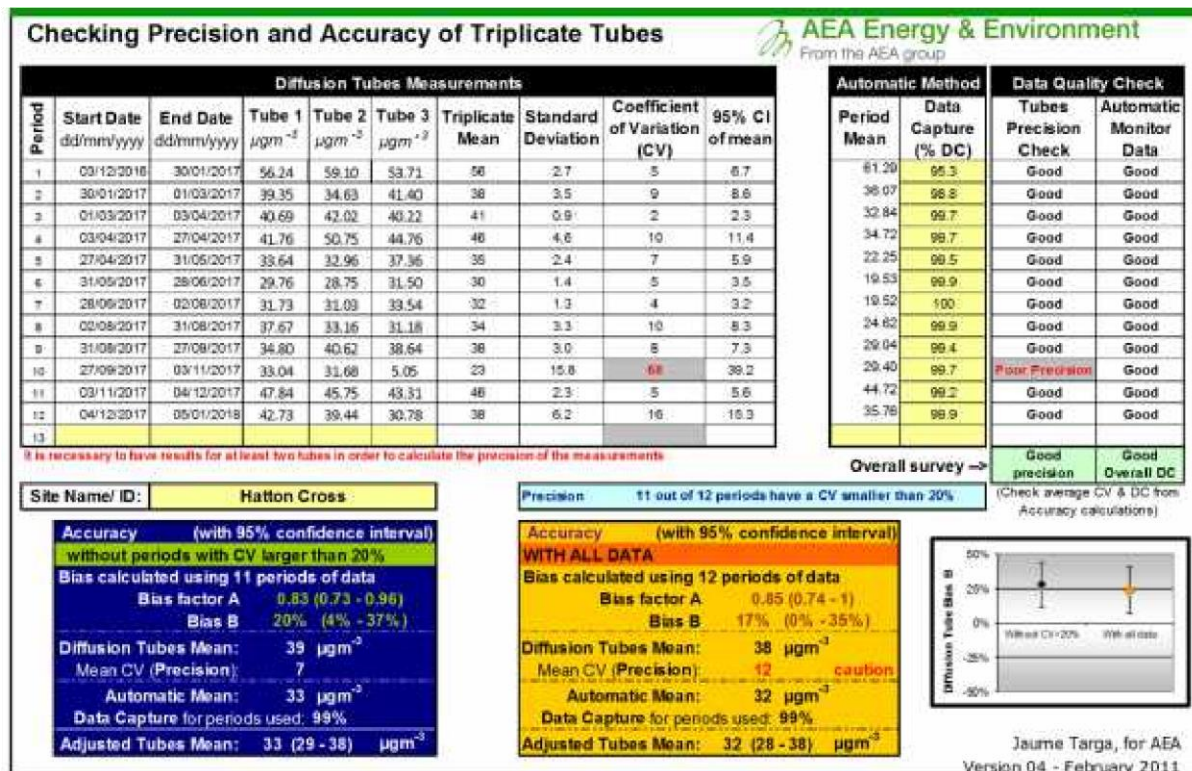 Checking Precision and Accuracy of Triplicate Tubes
AEA Energy & Environment
From the AEA group
Diffusion Tubes Measurements
Automatic Method
Data Quality Check
Period Start Date dd/mm/yyyy End Date dd/mm/yyyy Tube 1 µgm⁻³ Tube 2 µgm⁻³ Tube 3 µgm⁻³ Triplicate Mean Standard Deviation Coefficient of Variation (CV) 95% CI of mean Period Mean Data Capture (% DC) Tubes Precision Check Automatic Monitor Data
1 03/12/2016 30/01/2017 56.24 59.10 53.71 56 2.7 5 6.7 61.29 95.3 Good Good
2 30/01/2017 01/03/2017 39.35 34.63 41.40 38 3.5 9 8.6 36.07 98.8 Good Good
3 01/03/2017 03/04/2017 40.69 42.02 40.22 41 0.9 2 2.3 32.84 99.7 Good Good
4 03/04/2017 27/04/2017 41.76 50.75 44.76 46 4.6 10 11.4 34.72 99.7 Good Good
5 27/04/2017 31/05/2017 33.64 32.96 37.36 35 2.4 7 5.9 22.25 99.5 Good Good
6 31/05/2017 28/06/2017 29.76 28.75 31.50 30 1.4 5 3.5 19.53 99.9 Good Good
7 28/06/2017 02/08/2017 31.73 31.03 33.54 32 1.3 4 3.2 19.52 100 Good Good
8 02/08/2017 31/08/2017 37.67 33.16 31.18 34 3.3 10 8.3 24.62 99.9 Good Good
9 31/08/2017 27/09/2017 34.80 40.62 38.64 38 3.0 8 7.3 29.04 99.4 Good Good
10 27/09/2017 03/11/2017 33.04 31.68 5.05 23 15.8 68 39.2 29.40 99.7 Poor Precision Good
11 03/11/2017 04/12/2017 47.84 45.75 43.31 46 2.3 5 5.6 44.72 99.2 Good Good
12 04/12/2017 05/01/2018 42.73 39.44 30.78 38 6.2 16 15.3 35.76 99.9 Good Good
13
It is necessary to have results for at least two tubes in order to calculate the precision of the measurements
Overall survey --> Good precision Good Overall DC
Site Name/ ID: Hatton Cross
Precision 11 out of 12 periods have a CV smaller than 20%
(Check average CV & DC from Accuracy calculations)
Accuracy (with 95% confidence interval)
without periods with CV larger than 20%
Bias calculated using 11 periods of data
Bias factor A 0.83 (0.73 - 0.96)
Bias B 20% (4% - 37%)
Diffusion Tubes Mean: 39 µgm⁻³
Mean CV (Precision): 7
Automatic Mean: 33 µgm⁻³
Data Capture for periods used: 99%
Adjusted Tubes Mean: 33 (29 - 38) µgm⁻³
Accuracy (with 95% confidence interval)
WITH ALL DATA
Bias calculated using 12 periods of data
Bias factor A 0.85 (0.74 - 1)
Bias B 17% (0% - 35%)
Diffusion Tubes Mean: 38 µgm⁻³
Mean CV (Precision): 12 caution
Automatic Mean: 32 µgm⁻³
Data Capture for periods used: 99%
Adjusted Tubes Mean: 32 (28 - 38) µgm⁻³
Diffusion Tube Bias B
50%
25%
0%
-25%
-50%
Without CV>20% With all data
Jaume Targa, for AEA
Version 04 - February 2011